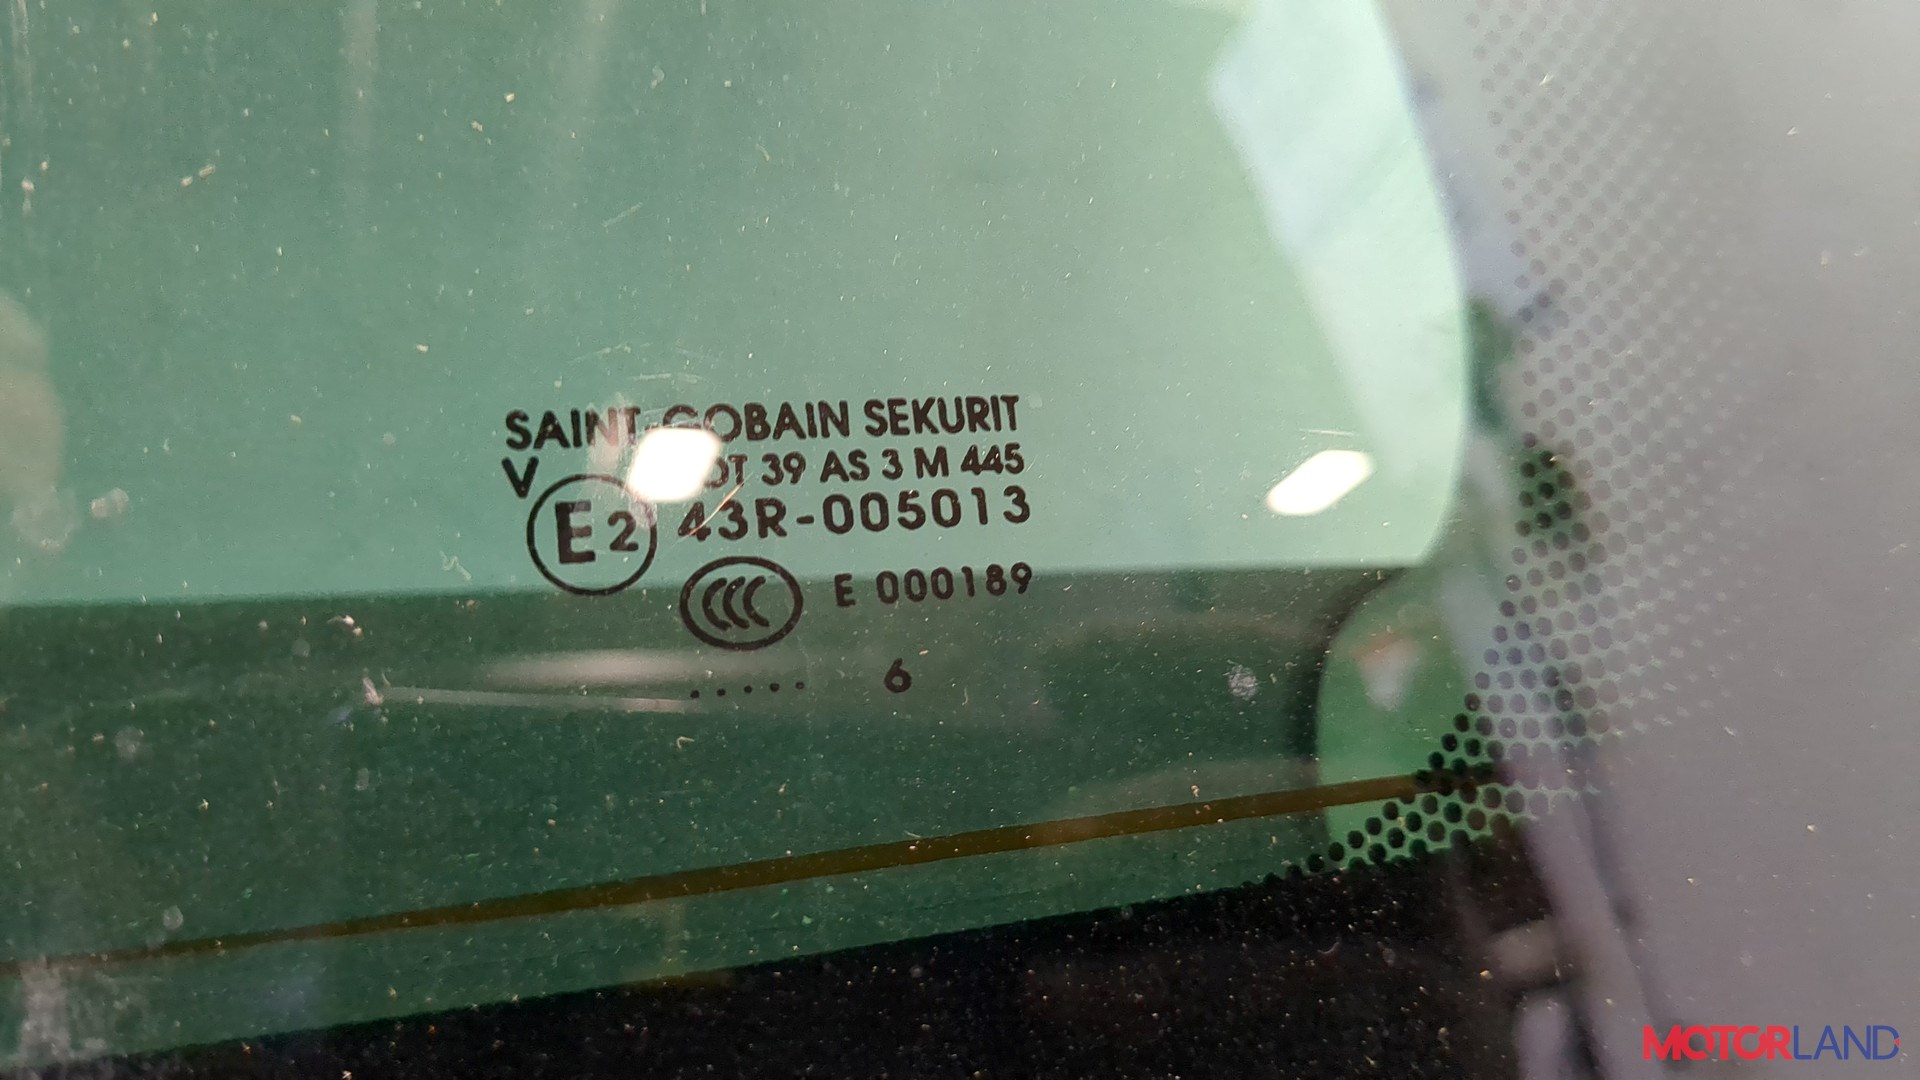 SAINT-GOBAIN SEKURIT
V 39 AS 3 M 445
E2 43R-005013
CCC E 000189
..... 6
MOTORLAND